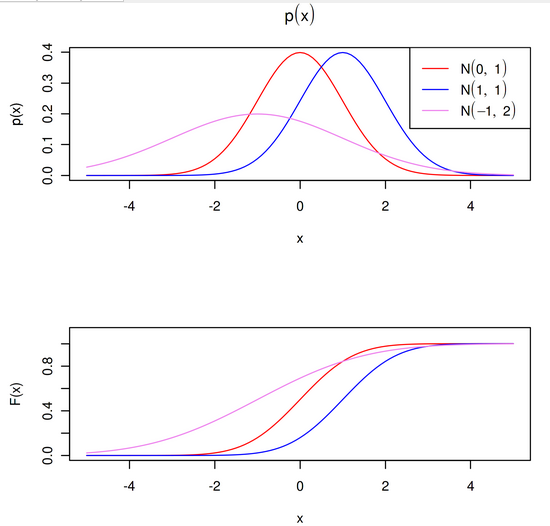 p(x)
p(x)
0.4
0.3
0.2
0.1
0.0
N(0, 1)
N(1, 1)
N(−1, 2)
-4 -2 0 2 4
x
F(x)
0.8
0.4
0.0
-4 -2 0 2 4
x